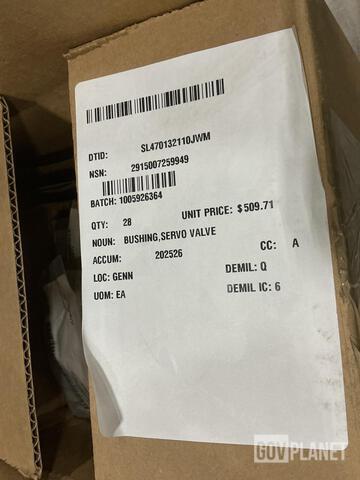 DTID: SL470132110JWM
NSN: 2915007259949
BATCH: 1005926364
QTY: 28 UNIT PRICE: $ 509.71
NOUN: BUSHING,SERVO VALVE
ACCUM: 202526 CC: A
LOC: GENN DEMIL: Q
UOM: EA DEMIL IC: 6
GOVPLANET